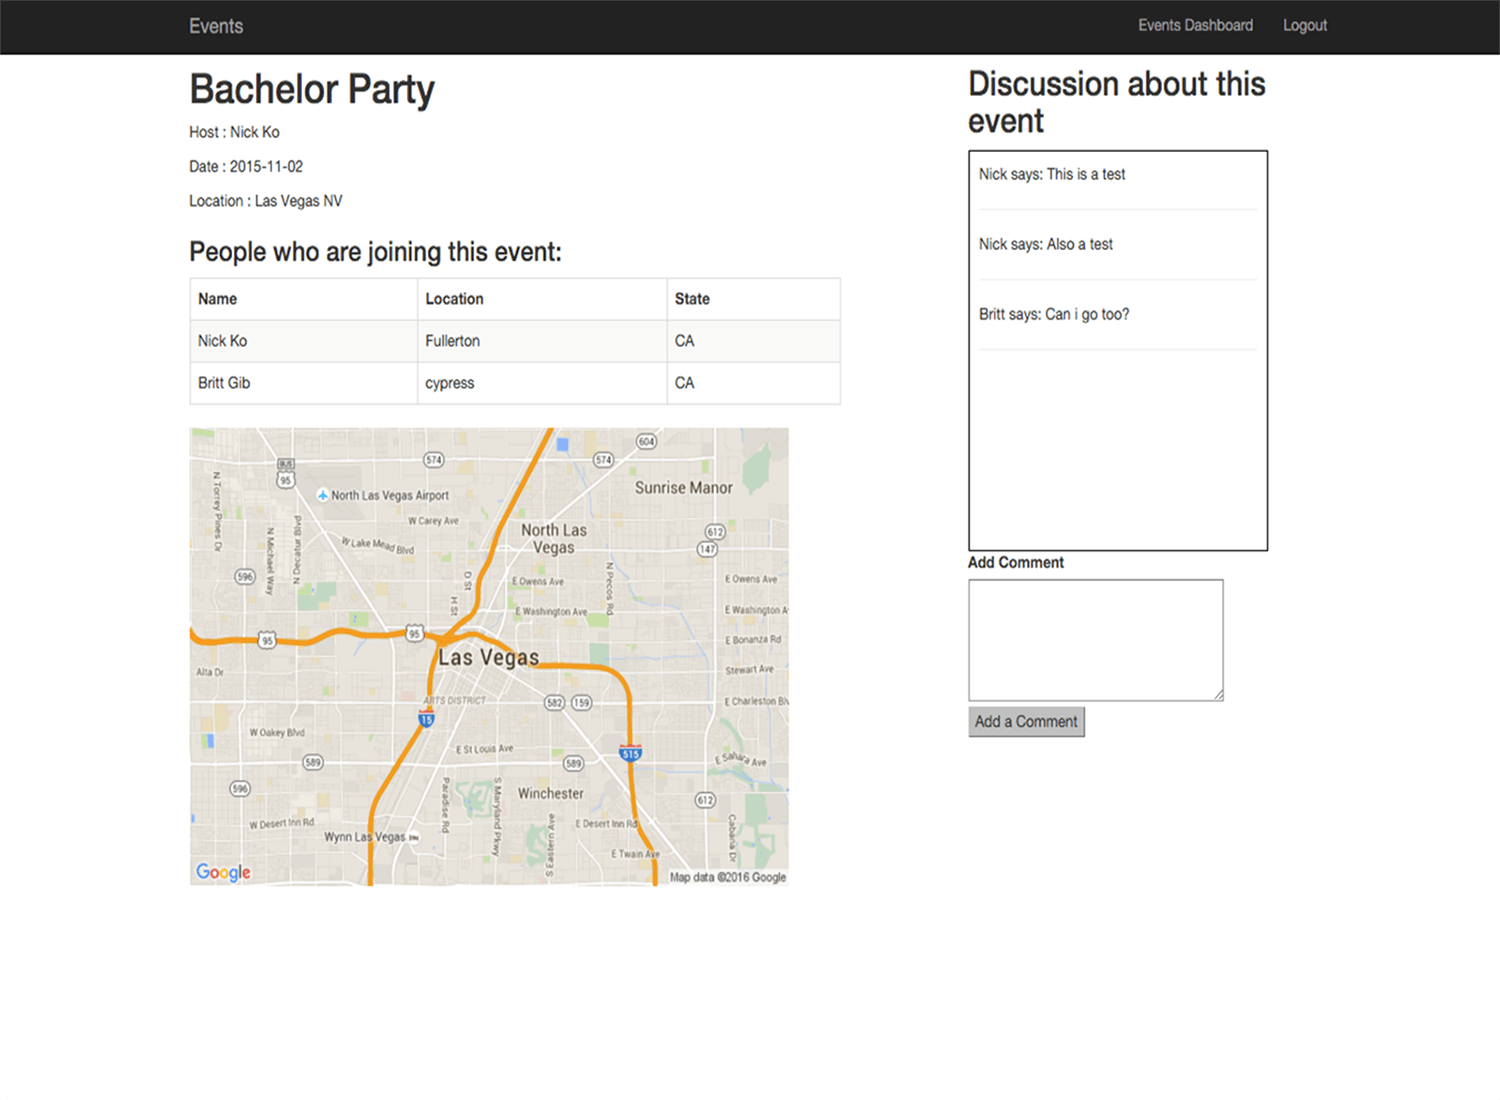 Events
Events Dashboard
Logout
Bachelor Party
Host : Nick Ko
Date : 2015-11-02
Location : Las Vegas NV
People who are joining this event:
Name Location State
Nick Ko Fullerton CA
Britt Gib cypress CA
574
604
574
BUS
95
95
North Las Vegas Airport
Sunrise Manor
N Torrey Pines Dr
N Michael Way
N Decatur Blvd
W Carey Ave
W Lake Mead Blvd
North Las
Vegas
612
147
596
D St
H St
E Owens Ave
N Pecos Rd
E Owens Ave
E Washington Ave
E Washington A
95
95
E Bonanza Rd
Las Vegas
Alta Dr
Stewart Ave
ARTS DISTRICT
582
159
E Charleston Blv
15
W Oakey Blvd
E St Louis Ave
515
589
589
E Sahara Ave
596
Paradise Rd
S Maryland Pkwy
Winchester
612
W Desert Inn Rd
Wynn Las Vegas
S Eastern Ave
E Desert Inn Rd
Cabana Dr
E Twain Ave
Google
Map data ©2016 Google
Discussion about this
event
Nick says: This is a test
Nick says: Also a test
Britt says: Can i go too?
Add Comment
Add a Comment